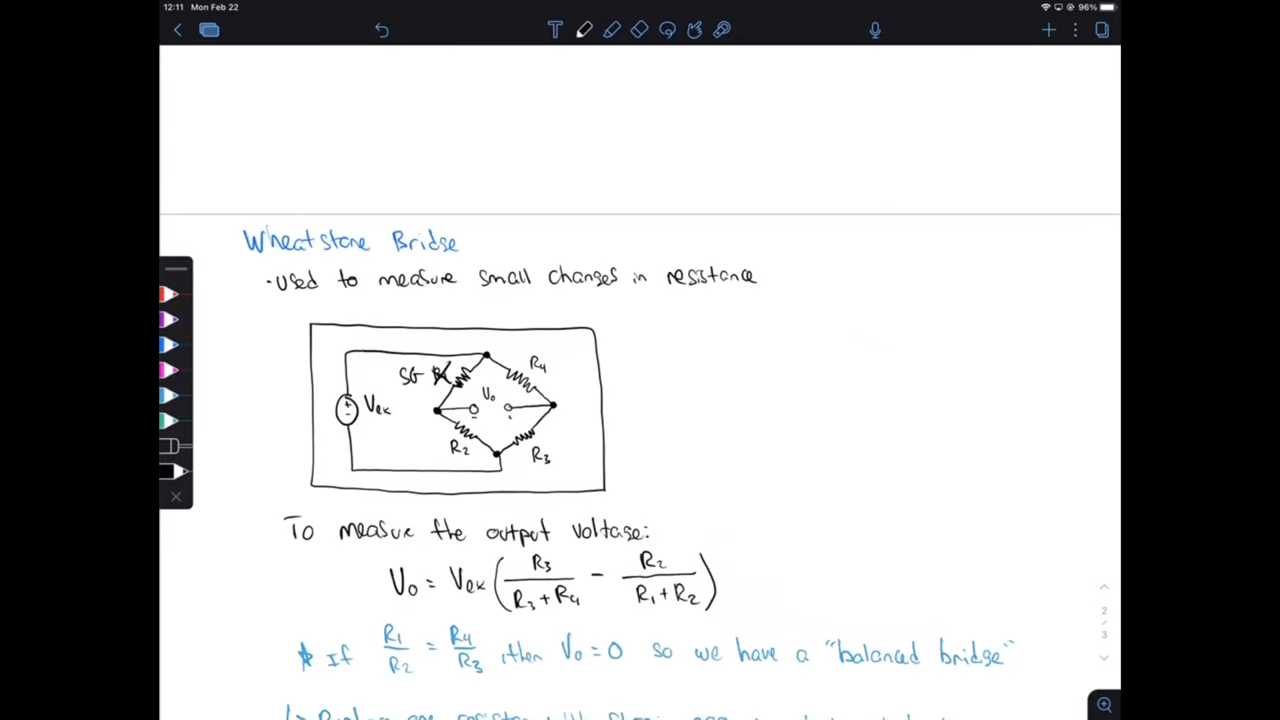 12:11 Mon Feb 22
96%
T
Wheatstone Bridge
·Used to measure small changes in resistance
SG R4
Vex
+
-
Vo
-
R2
R3
To measure the output voltage:
Vo = Vex(R3/(R3+R4) - R2/(R1+R2))
2
/
3
* If R1/R2 = R4/R3, then Vo = 0 so we have a "balanced bridge"